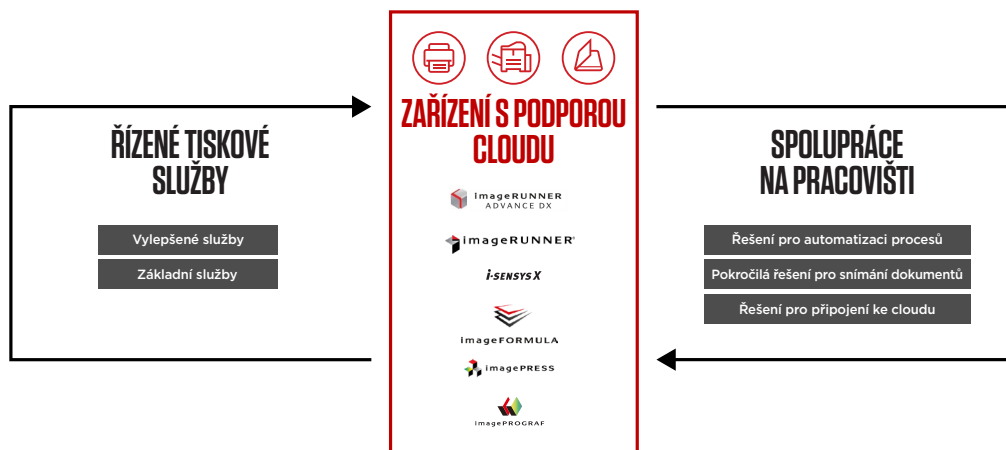 ŘÍZENÉ TISKOVÉ
SLUŽBY
Vylepšené služby
Základní služby
ZAŘÍZENÍ S PODPOROU
CLOUDU
imageRUNNER
ADVANCE DX
imageRUNNER®
i-SENSYS X
imageFORMULA
imagePRESS
imagePROGRAF
SPOLUPRÁCE
NA PRACOVIŠTI
Řešení pro automatizaci procesů
Pokročilá řešení pro snímání dokumentů
Řešení pro připojení ke cloudu